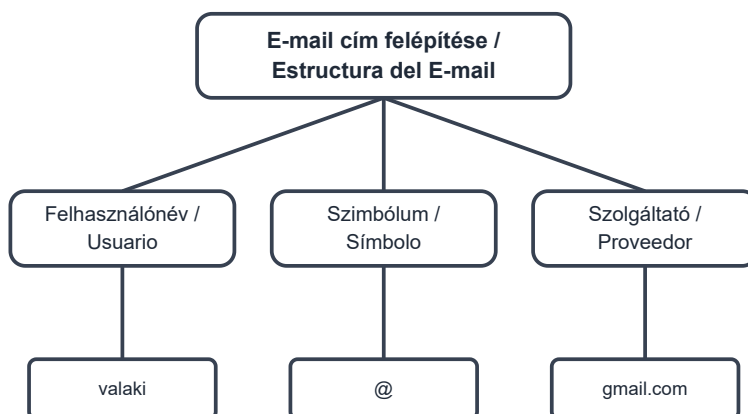 E-mail cím felépítése /
Estructura del E-mail
Felhasználónév /
Usuario
Szimbólum /
Símbolo
Szolgáltató /
Proveedor
valaki
@
gmail.com